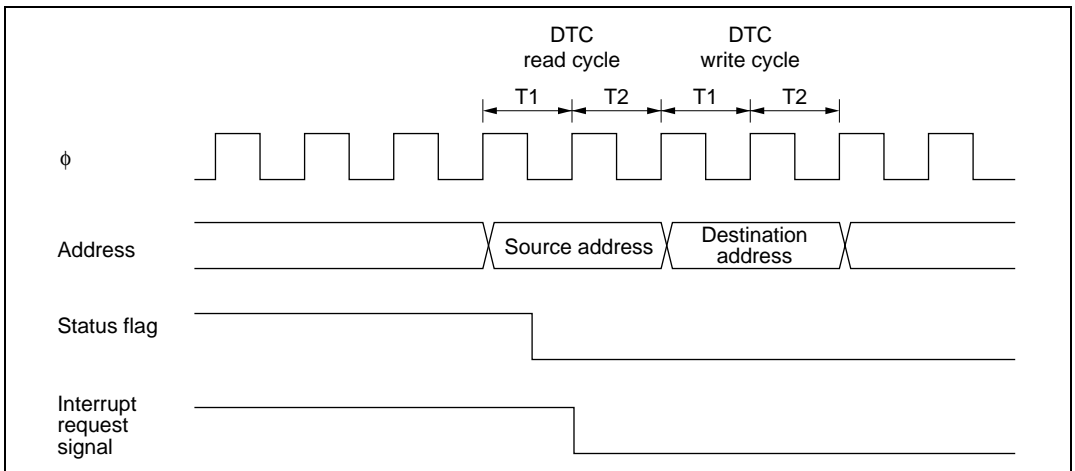 DTC
read cycle
DTC
write cycle
T1
T2
T1
T2
ϕ
Address
Source address
Destination
address
Status flag
Interrupt
request
signal